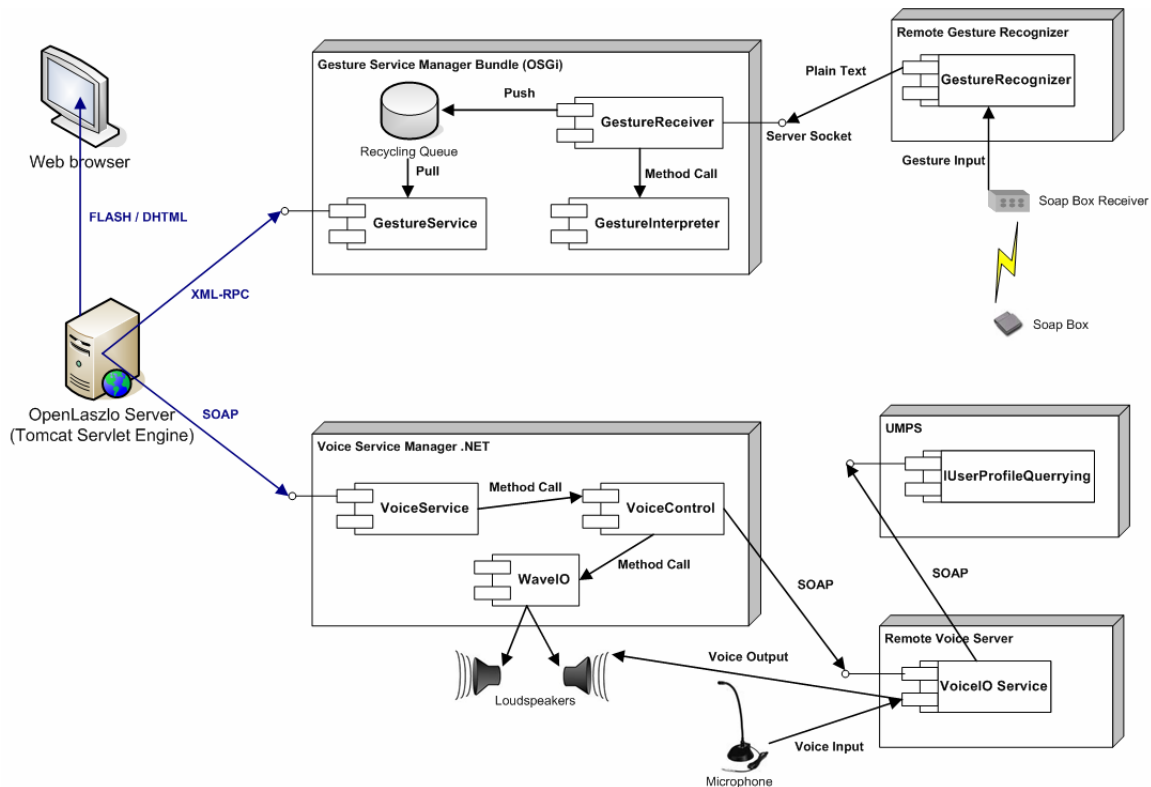 Web browser
FLASH / DHTML
XML-RPC
OpenLaszlo Server
(Tomcat Servlet Engine)
SOAP
Gesture Service Manager Bundle (OSGi)
Push
GestureReceiver
Recycling Queue
Pull
Method Call
GestureService
GestureInterpreter
Plain Text
Server Socket
Remote Gesture Recognizer
GestureRecognizer
Gesture Input
Soap Box Receiver
Soap Box
Voice Service Manager .NET
Method Call
VoiceService
VoiceControl
WaveIO
Method Call
SOAP
Loudspeakers
Voice Output
Microphone
Voice Input
UMPS
IUserProfileQuerrying
SOAP
Remote Voice Server
VoiceIO Service